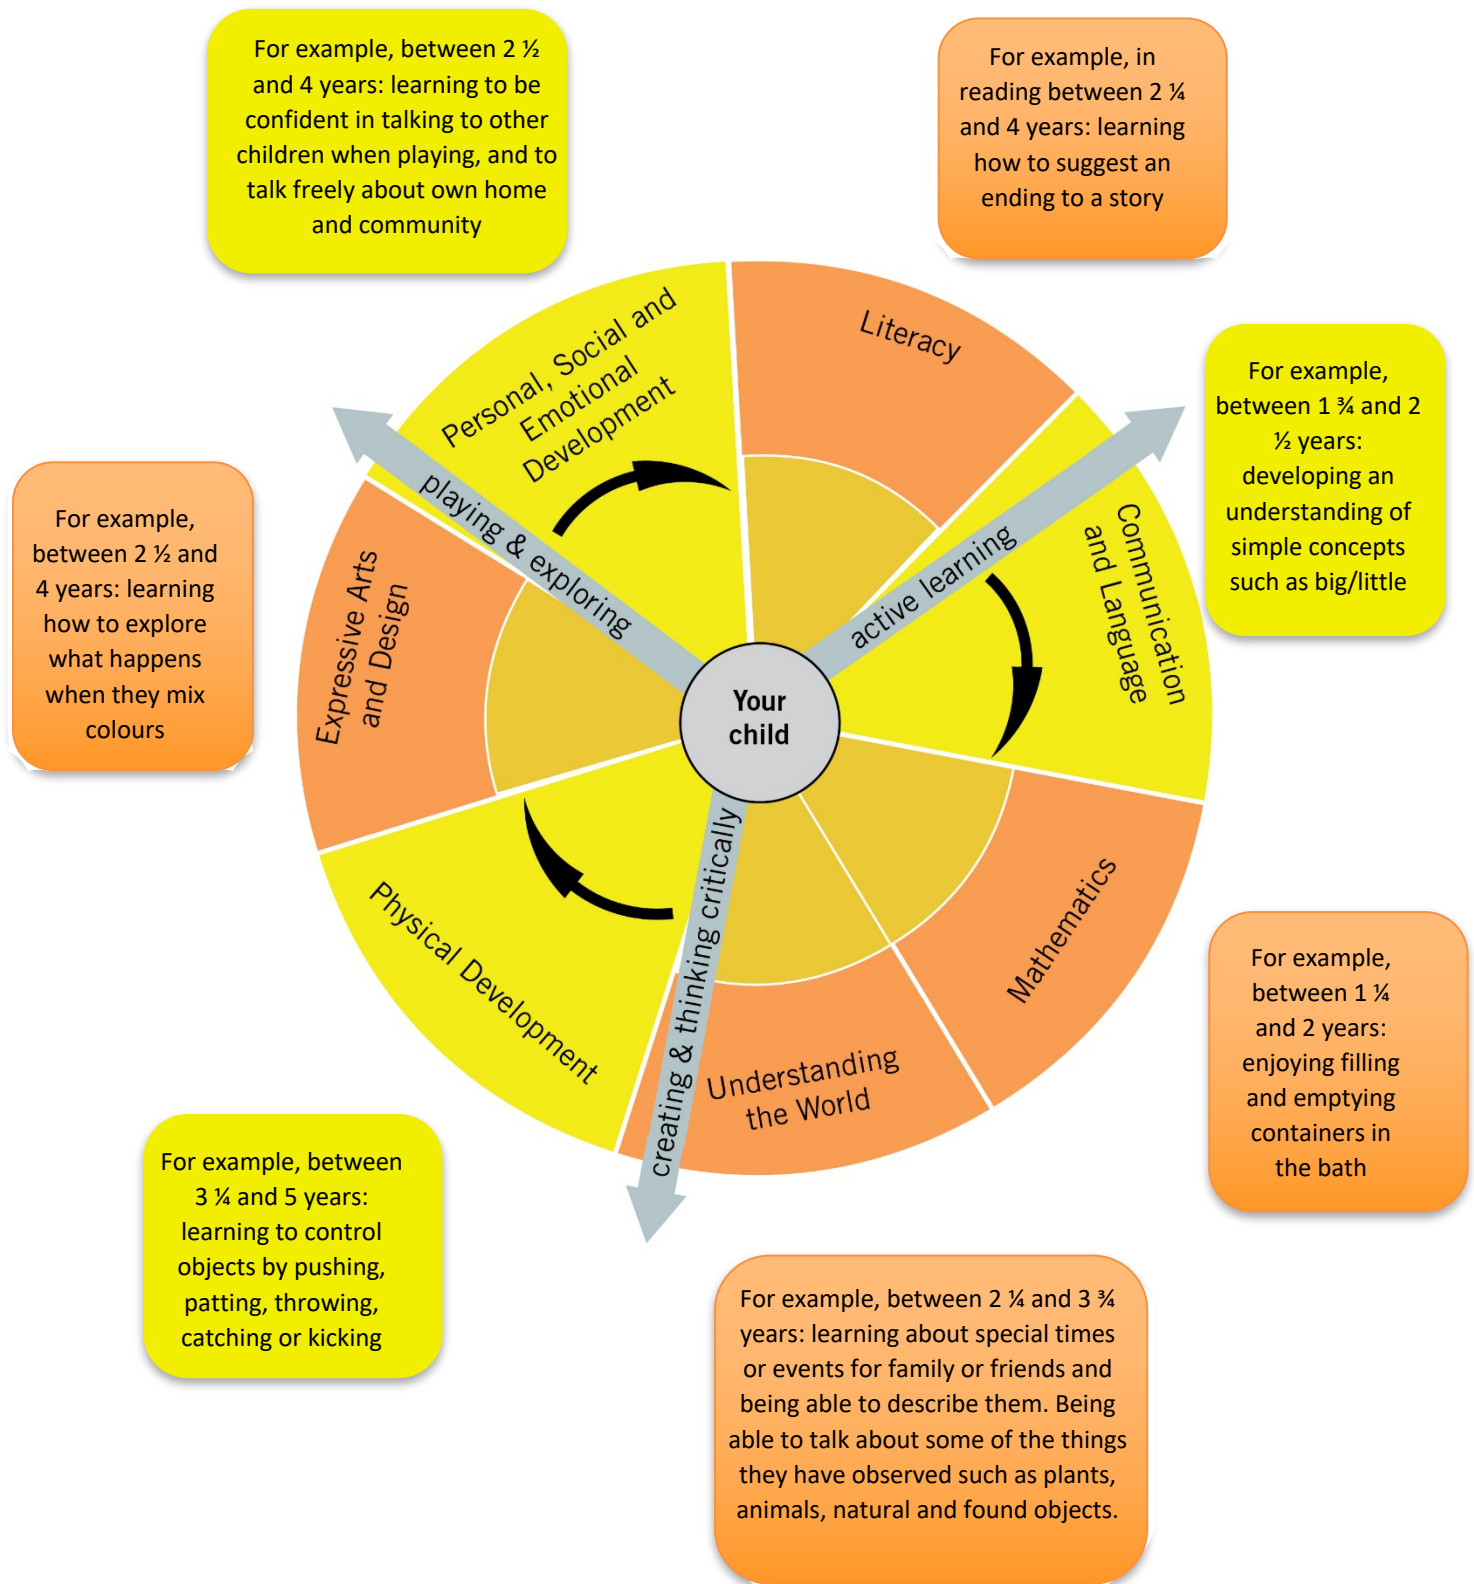 For example, between 2 ½
and 4 years: learning to be
confident in talking to other
children when playing, and to
talk freely about own home
and community
For example, in
reading between 2 ¼
and 4 years: learning
how to suggest an
ending to a story
Personal, Social and
Emotional
Development
Literacy
For example,
between 1 ¾ and 2
½ years:
developing an
understanding of
simple concepts
such as big/little
Communication
and Language
playing & exploring
active learning
For example,
between 2 ½ and
4 years: learning
how to explore
what happens
when they mix
colours
Expressive Arts
and Design
Your
child
Mathematics
For example,
between 1 ¼
and 2 years:
enjoying filling
and emptying
containers in
the bath
Physical Development
creating & thinking critically
Understanding
the World
For example, between
3 ¼ and 5 years:
learning to control
objects by pushing,
patting, throwing,
catching or kicking
For example, between 2 ¼ and 3 ¾
years: learning about special times
or events for family or friends and
being able to describe them. Being
able to talk about some of the things
they have observed such as plants,
animals, natural and found objects.